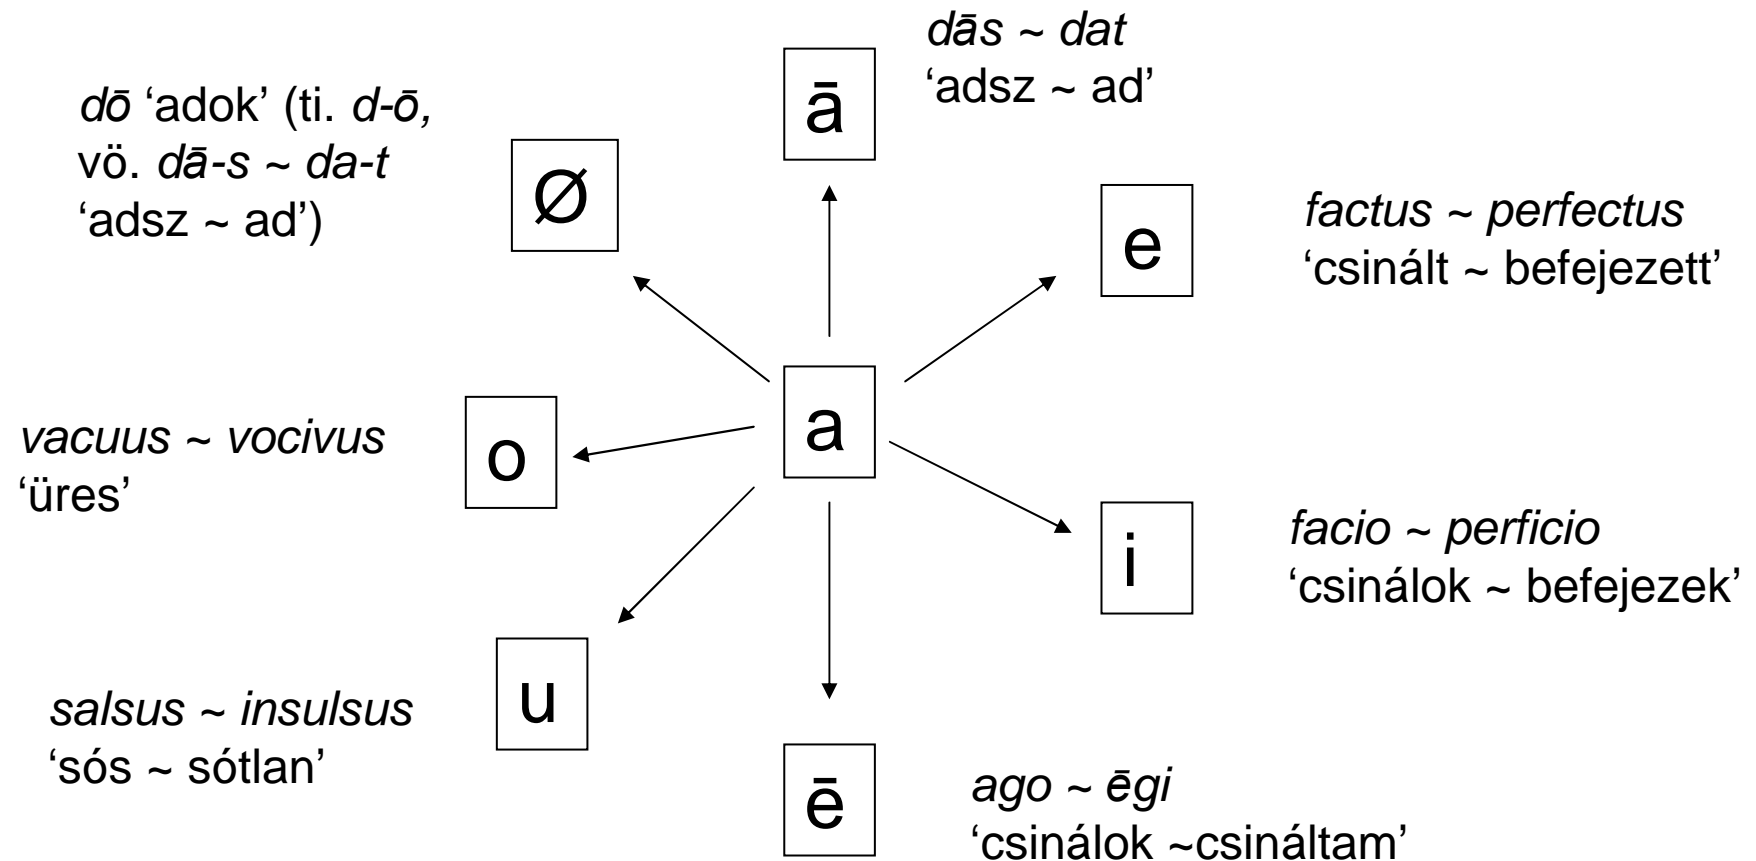 dās ~ dat
‘adsz ~ ad’
ā
dō ‘adok’ (ti. d-ō,
vö. dā-s ~ da-t
‘adsz ~ ad’)
Ø
e
factus ~ perfectus
‘csinált ~ befejezett’
a
vacuus ~ vocivus
‘üres’
o
i
facio ~ perficio
‘csinálok ~ befejezek’
salsus ~ insulsus
‘sós ~ sótlan’
u
ē
ago ~ ēgi
‘csinálok ~csináltam’